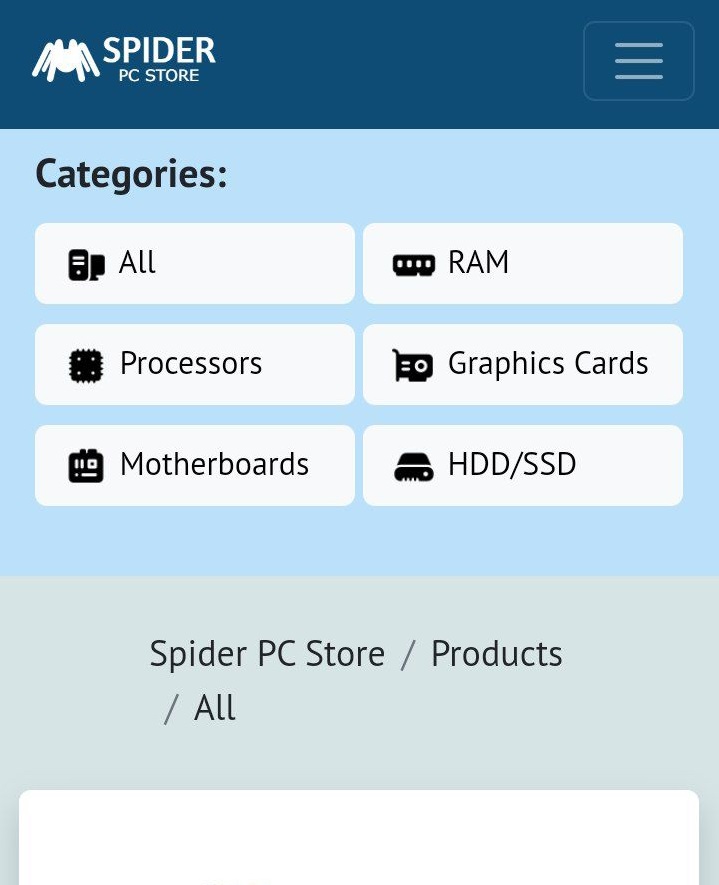 SPIDER
PC STORE
Categories:
All
RAM
Processors
Graphics Cards
Motherboards
HDD/SSD
Spider PC Store / Products
/ All